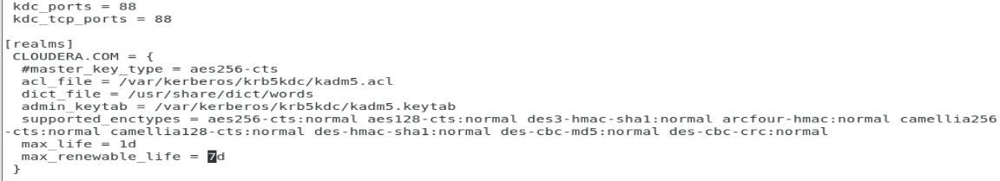 kdc_ports = 88
kdc_tcp_ports = 88
[realms]
CLOUDERA.COM = {
#master_key_type = aes256-cts
acl_file = /var/kerberos/krb5kdc/kadm5.acl
dict_file = /usr/share/dict/words
admin_keytab = /var/kerberos/krb5kdc/kadm5.keytab
supported_enctypes = aes256-cts:normal aes128-cts:normal des3-hmac-sha1:normal arcfour-hmac:normal camellia256
-cts:normal camellia128-cts:normal des-hmac-sha1:normal des-cbc-md5:normal des-cbc-crc:normal
max_life = 1d
max_renewable_life = 7d
}